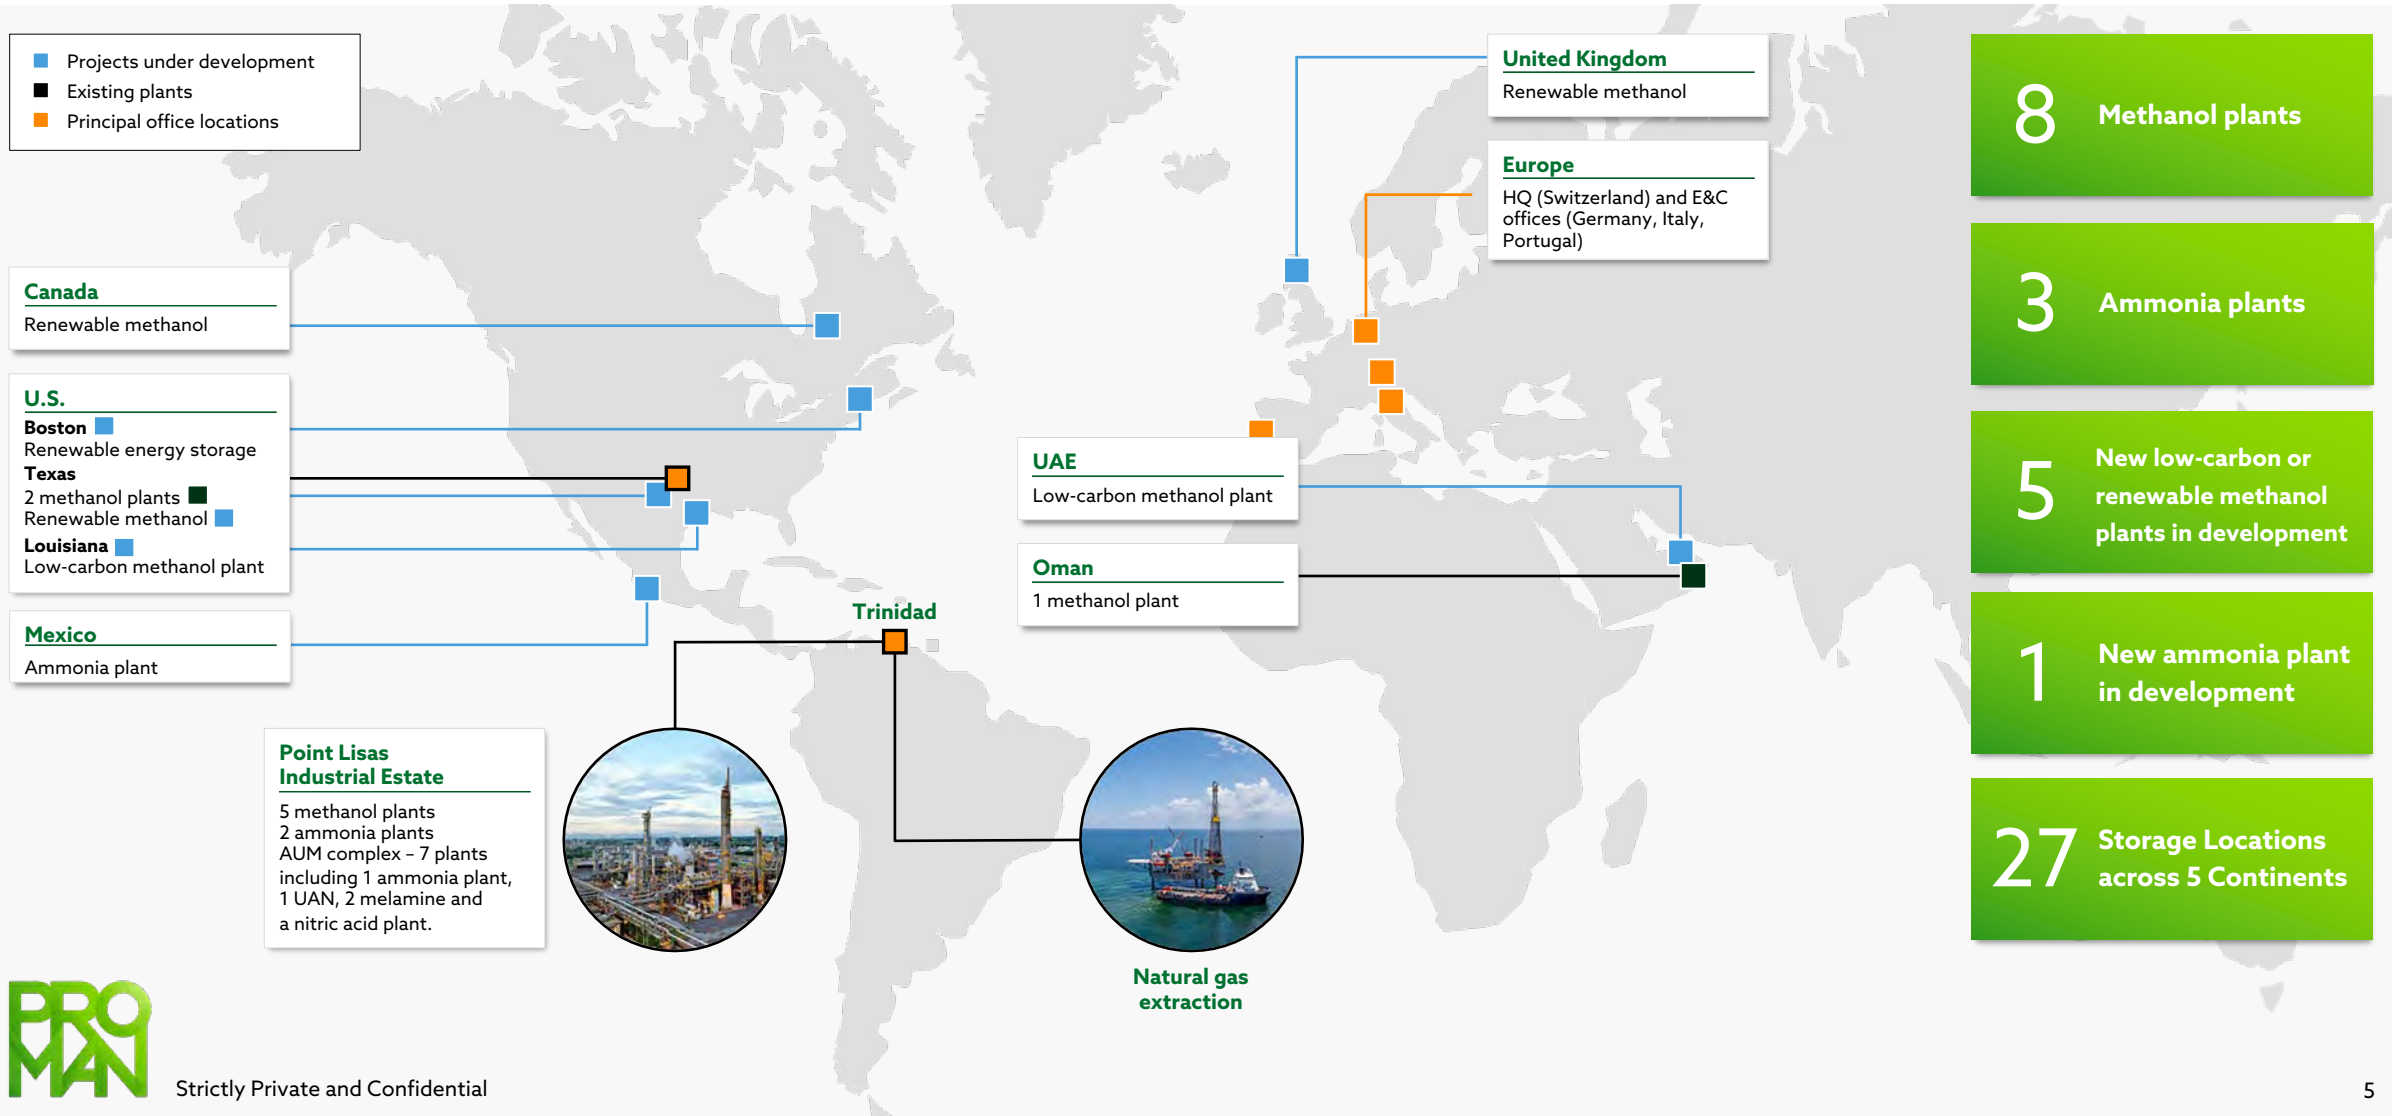 Projects under development
Existing plants
Principal office locations
United Kingdom
Renewable methanol
Europe
HQ (Switzerland) and E&C
offices (Germany, Italy,
Portugal)
Canada
Renewable methanol
U.S.
Boston
Renewable energy storage
Texas
2 methanol plants
Renewable methanol
Louisiana
Low-carbon methanol plant
Mexico
Ammonia plant
UAE
Low-carbon methanol plant
Oman
1 methanol plant
Trinidad
Point Lisas
Industrial Estate
5 methanol plants
2 ammonia plants
AUM complex – 7 plants
including 1 ammonia plant,
1 UAN, 2 melamine and
a nitric acid plant.
Natural gas
extraction
8 Methanol plants
3 Ammonia plants
5 New low-carbon or
renewable methanol
plants in development
1 New ammonia plant
in development
27 Storage Locations
across 5 Continents
PRO
MAN
Strictly Private and Confidential
5